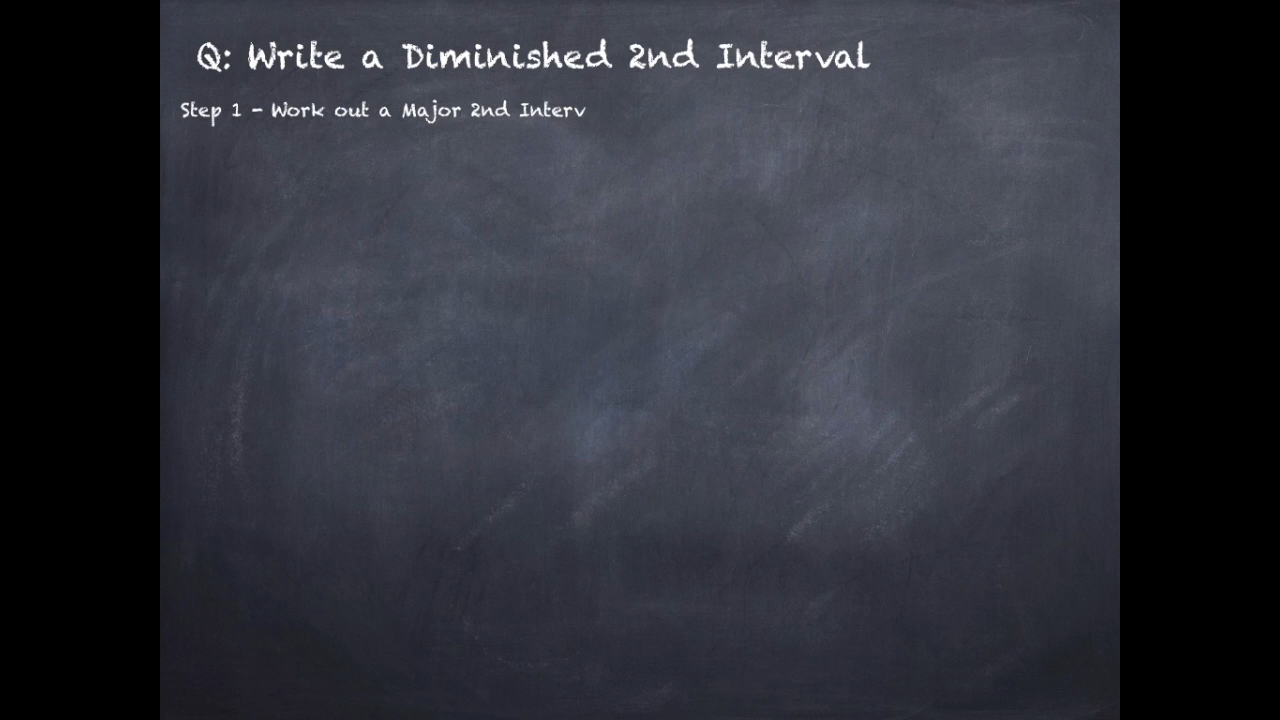 Q: Write a Diminished 2nd Interval
Step 1 - Work out a Major 2nd Interv